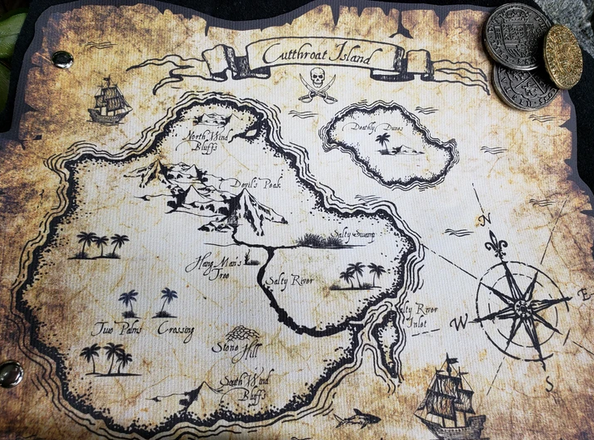 Cutthroat Island
North Wind
Bluffs
Deathly Dunes
Devil's Peak
Salty Swamp
Hang Man's
Tree
Salty River
Two Palms Crossing
Salty River
Inlet
Stone
Hill
South Wind
Bluffs
N
E
W
S